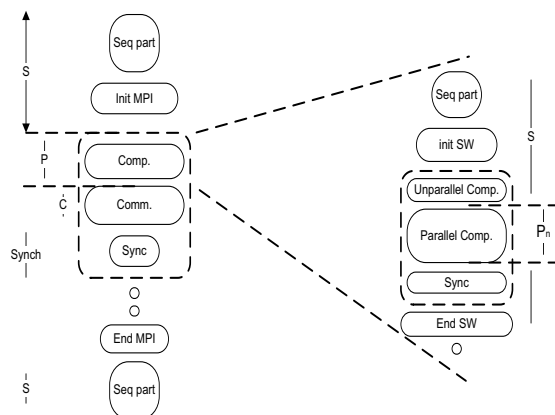 Seq part
S
Init MPI
P
Comp.
C
Comm.
Synch
Sync
End MPI
S
Seq part
Seq part
S
init SW
Unparallel Comp.
Parallel Comp.
Pn
Sync
End SW